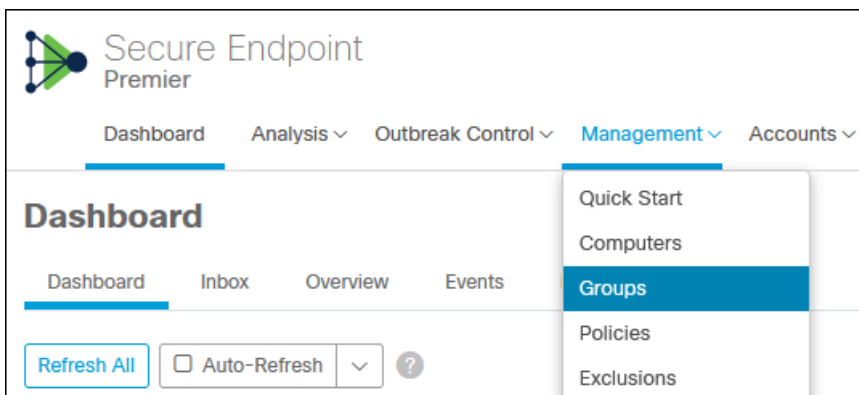 Secure Endpoint
Premier
Dashboard Analysis Outbreak Control Management Accounts
Quick Start
Dashboard
Computers
Dashboard Inbox Overview Events Groups
Policies
Refresh All Auto-Refresh ?
Exclusions